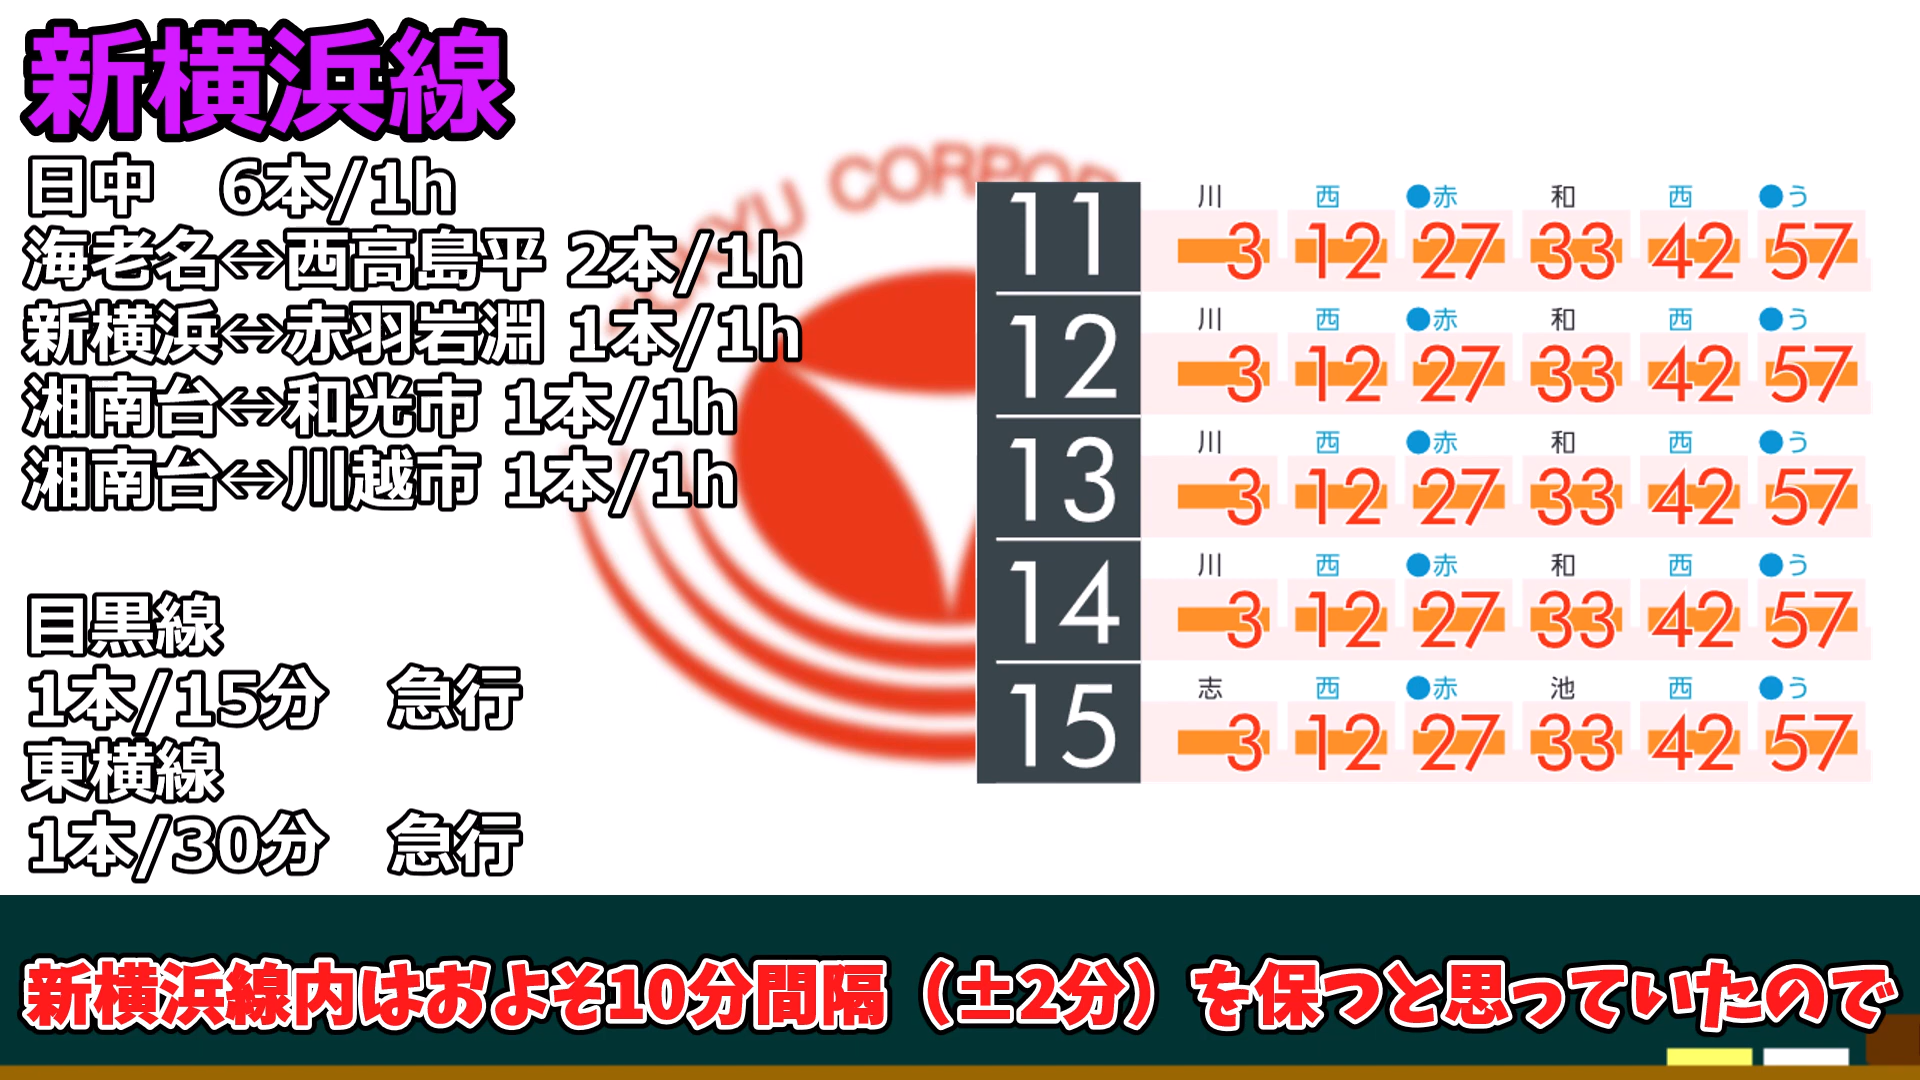 新横浜線
日中　6本/1h
海老名↔西高島平 2本/1h
新横浜↔赤羽岩淵 1本/1h
湘南台↔和光市 1本/1h
湘南台↔川越市 1本/1h
目黒線
1本/15分　急行
東横線
1本/30分　急行
CORPOR
川 西 ●赤 和 西 ●う
11 3 12 27 33 42 57
川 西 ●赤 和 西 ●う
12 3 12 27 33 42 57
川 西 ●赤 和 西 ●う
13 3 12 27 33 42 57
川 西 ●赤 和 西 ●う
14 3 12 27 33 42 57
志 西 ●赤 池 西 ●う
15 3 12 27 33 42 57
新横浜線内はおよそ10分間隔（±2分）を保つと思っていたので